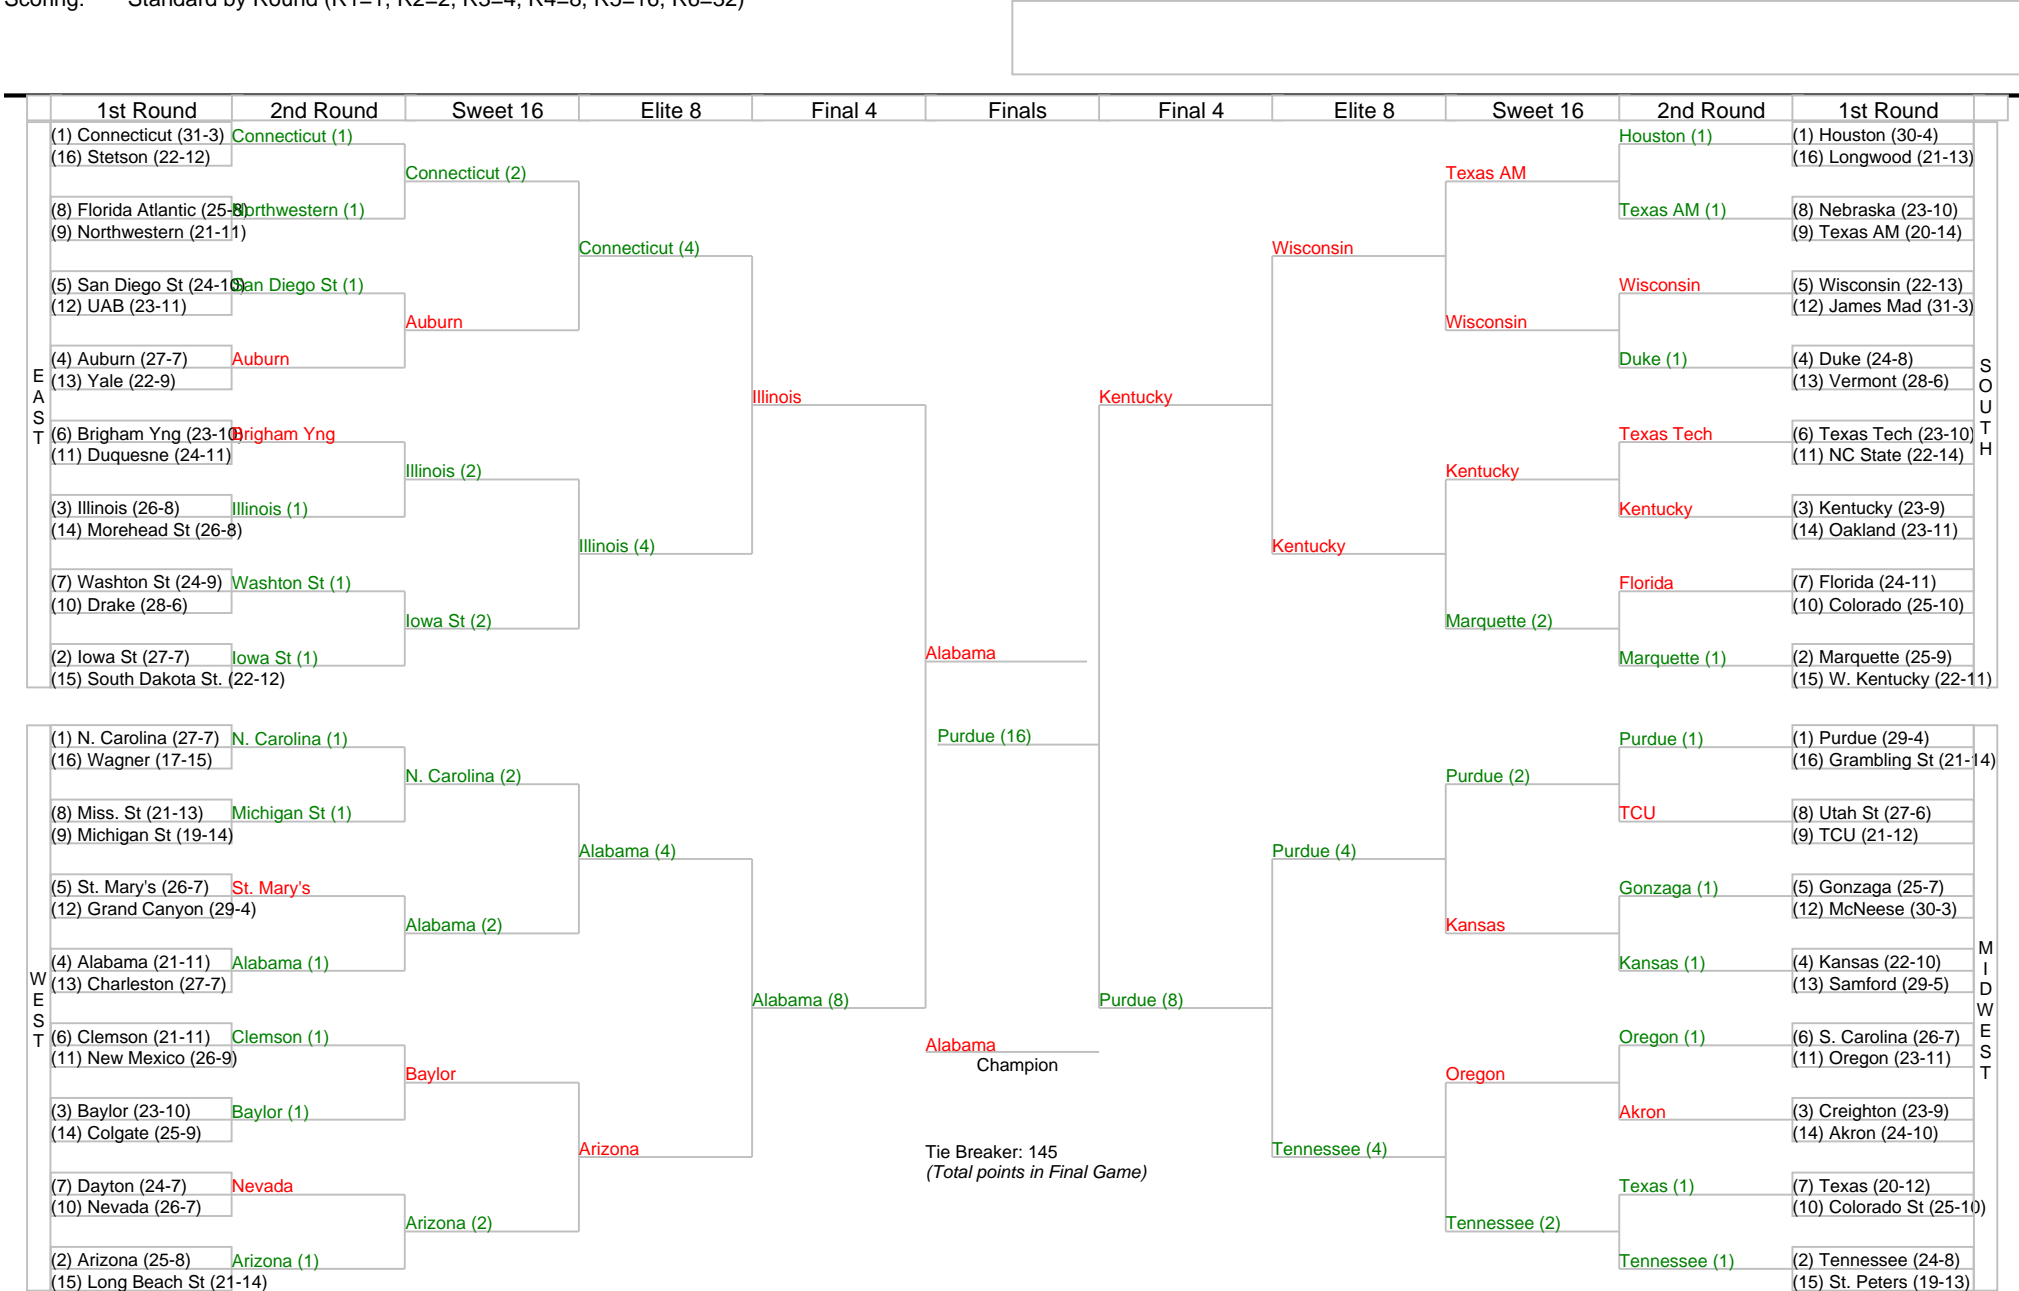 Scoring: Standard by Round (R1=1, R2=2, R3=4, R4=8, R5=16, R6=32)
1st Round 2nd Round Sweet 16 Elite 8 Final 4 Finals Final 4 Elite 8 Sweet 16 2nd Round 1st Round
EAST
(1) Connecticut (31-3)
(16) Stetson (22-12)
(8) Florida Atlantic (25-8)
(9) Northwestern (21-11)
(5) San Diego St (24-10)
(12) UAB (23-11)
(4) Auburn (27-7)
(13) Yale (22-9)
(6) Brigham Yng (23-10)
(11) Duquesne (24-11)
(3) Illinois (26-8)
(14) Morehead St (26-8)
(7) Washton St (24-9)
(10) Drake (28-6)
(2) Iowa St (27-7)
(15) South Dakota St. (22-12)
Connecticut (1)
Northwestern (1)
San Diego St (1)
Auburn
Brigham Yng
Illinois (1)
Washton St (1)
Iowa St (1)
Connecticut (2)
Auburn
Illinois (2)
Iowa St (2)
Connecticut (4)
Illinois (4)
Illinois
WEST
(1) N. Carolina (27-7)
(16) Wagner (17-15)
(8) Miss. St (21-13)
(9) Michigan St (19-14)
(5) St. Mary's (26-7)
(12) Grand Canyon (29-4)
(4) Alabama (21-11)
(13) Charleston (27-7)
(6) Clemson (21-11)
(11) New Mexico (26-9)
(3) Baylor (23-10)
(14) Colgate (25-9)
(7) Dayton (24-7)
(10) Nevada (26-7)
(2) Arizona (25-8)
(15) Long Beach St (21-14)
N. Carolina (1)
Michigan St (1)
St. Mary's
Alabama (1)
Clemson (1)
Baylor (1)
Nevada
Arizona (1)
N. Carolina (2)
Alabama (2)
Baylor
Arizona (2)
Alabama (4)
Arizona
Alabama (8)
Alabama
Purdue (16)
Alabama
Champion
Tie Breaker: 145
(Total points in Final Game)
Kentucky
Wisconsin
Kentucky
Texas AM
Wisconsin
Kentucky
Marquette (2)
Houston (1)
Texas AM (1)
Wisconsin
Duke (1)
Texas Tech
Kentucky
Florida
Marquette (1)
(1) Houston (30-4)
(16) Longwood (21-13)
(8) Nebraska (23-10)
(9) Texas AM (20-14)
(5) Wisconsin (22-13)
(12) James Mad (31-3)
(4) Duke (24-8)
(13) Vermont (28-6)
(6) Texas Tech (23-10)
(11) NC State (22-14)
(3) Kentucky (23-9)
(14) Oakland (23-11)
(7) Florida (24-11)
(10) Colorado (25-10)
(2) Marquette (25-9)
(15) W. Kentucky (22-11)
SOUTH
Purdue (8)
Purdue (4)
Tennessee (4)
Purdue (2)
Kansas
Oregon
Tennessee (2)
Purdue (1)
TCU
Gonzaga (1)
Kansas (1)
Oregon (1)
Akron
Texas (1)
Tennessee (1)
(1) Purdue (29-4)
(16) Grambling St (21-14)
(8) Utah St (27-6)
(9) TCU (21-12)
(5) Gonzaga (25-7)
(12) McNeese (30-3)
(4) Kansas (22-10)
(13) Samford (29-5)
(6) S. Carolina (26-7)
(11) Oregon (23-11)
(3) Creighton (23-9)
(14) Akron (24-10)
(7) Texas (20-12)
(10) Colorado St (25-10)
(2) Tennessee (24-8)
(15) St. Peters (19-13)
MIDWEST